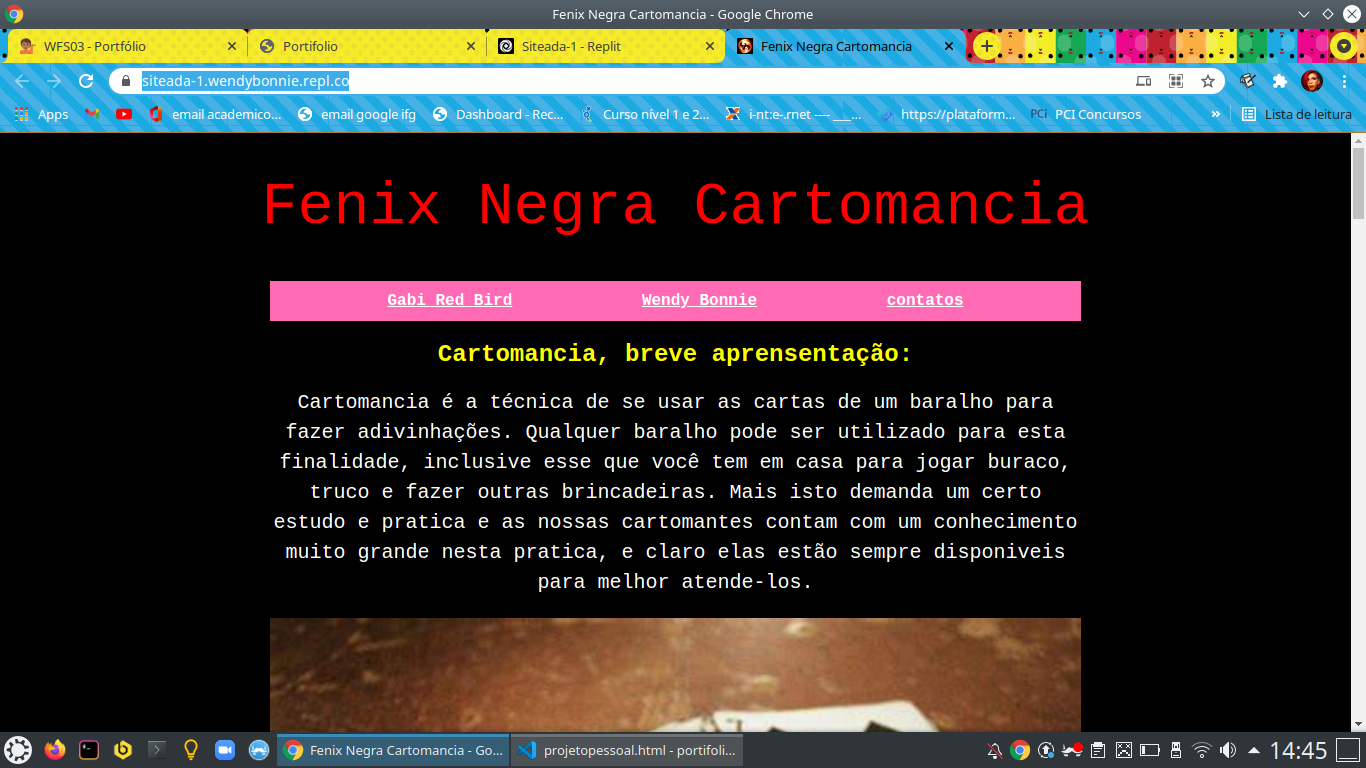 Fenix Negra Cartomancia - Google Chrome
WFS03 - Portfólio
Portifolio
Siteada-1 - Replit
Fenix Negra Cartomancia
siteada-1.wendybonnie.repl.co
Apps
email academico...
email google ifg
Dashboard - Rec...
Curso nível 1 e 2...
i-nt:e-.rnet ---- ___...
https://plataform...
PCi
PCI Concursos
»
Lista de leitura
Fenix Negra Cartomancia
Gabi Red Bird
Wendy Bonnie
contatos
Cartomancia, breve aprensentação:
Cartomancia é a técnica de se usar as cartas de um baralho para
fazer adivinhações. Qualquer baralho pode ser utilizado para esta
finalidade, inclusive esse que você tem em casa para jogar buraco,
truco e fazer outras brincadeiras. Mais isto demanda um certo
estudo e pratica e as nossas cartomantes contam com um conhecimento
muito grande nesta pratica, e claro elas estão sempre disponiveis
para melhor atende-los.
Fenix Negra Cartomancia - Go...
projetopessoal.html - portifoli...
14:45